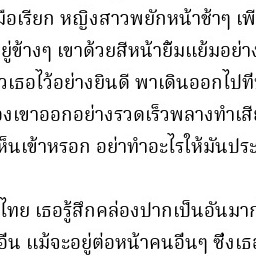 มือเรียก หญิงสาวพยักหน้าช้าๆ เพี
ยู่ข้างๆ เขาด้วยสีหน้ายิ้มแย้มอย่าง
วเธอไว้อย่างยินดี พาเดินออกไปที
องเขาออกอย่างรวดเร็วพลางทำเสี
ห็นเข้าหรอก อย่าทำอะไรให้มันประ
ไทย เธอรู้สึกคล่องปากเป็นอันมาก
อื่น แม้จะอยู่ต่อหน้าคนอื่นๆ ซึ่งเธอ